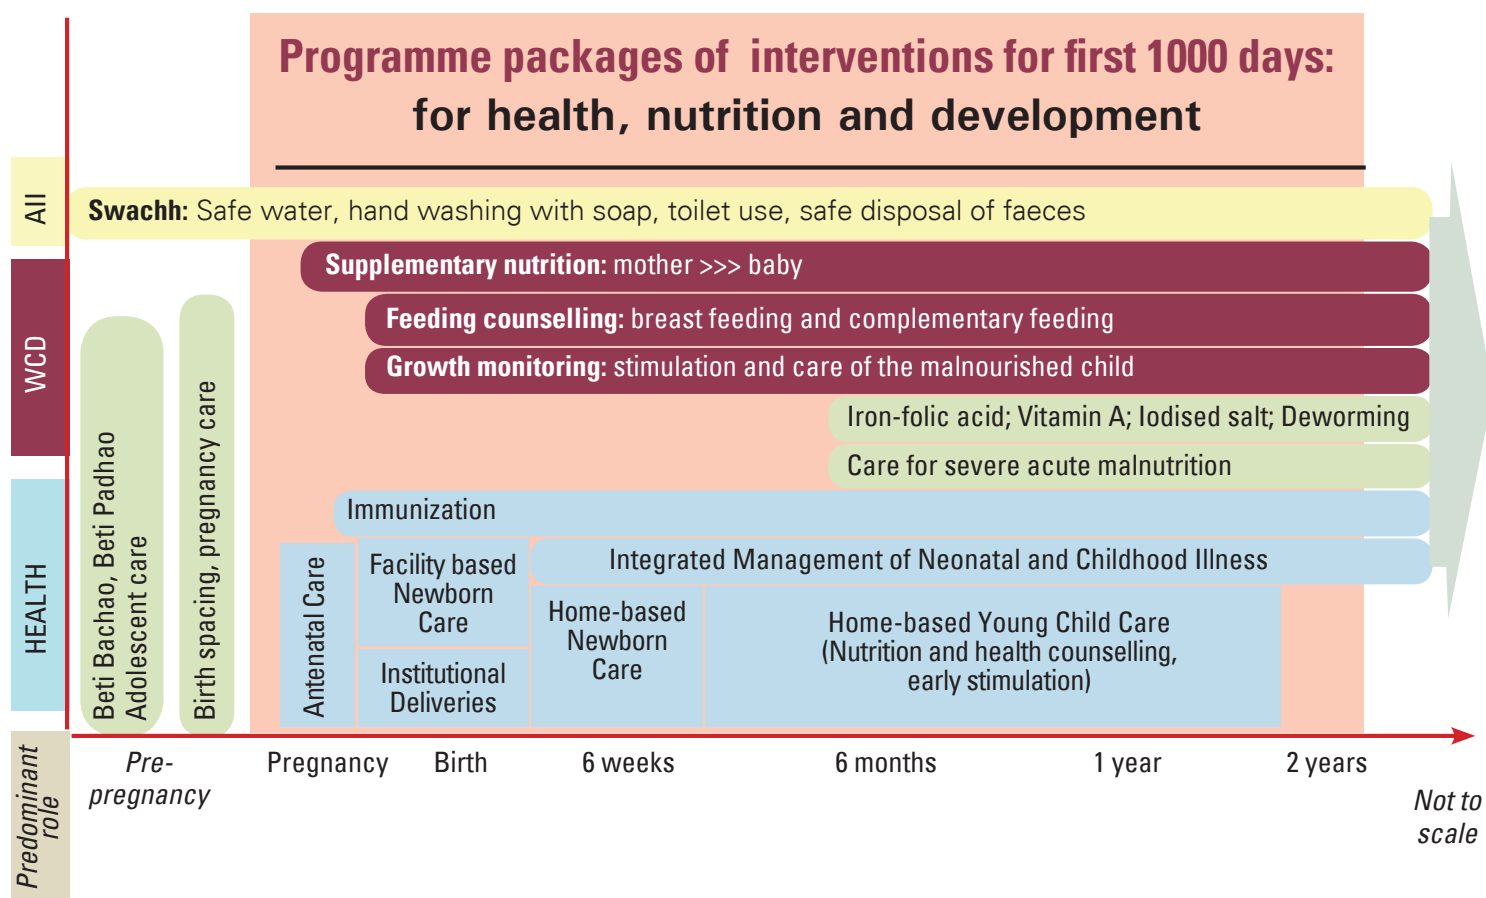 Programme packages of interventions for first 1000 days:
for health, nutrition and development
All
Swachh: Safe water, hand washing with soap, toilet use, safe disposal of faeces
WCD
Supplementary nutrition: mother >>> baby
Feeding counselling: breast feeding and complementary feeding
Growth monitoring: stimulation and care of the malnourished child
Iron-folic acid; Vitamin A; Iodised salt; Deworming
Care for severe acute malnutrition
HEALTH
Beti Bachao, Beti Padhao
Adolescent care
Birth spacing, pregnancy care
Immunization
Antenatal Care
Facility based
Newborn
Care
Institutional
Deliveries
Integrated Management of Neonatal and Childhood Illness
Home-based
Newborn
Care
Home-based Young Child Care
(Nutrition and health counselling,
early stimulation)
Predominant
role
Pre-
pregnancy
Pregnancy
Birth
6 weeks
6 months
1 year
2 years
Not to
scale